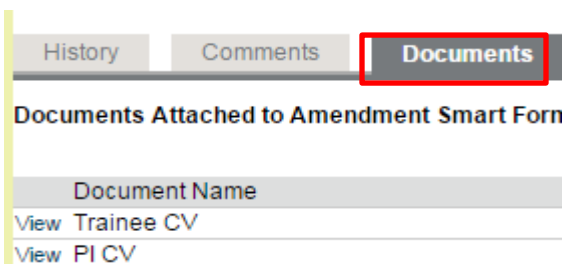 History Comments Documents
Documents Attached to Amendment Smart Form
Document Name
View Trainee CV
View PI CV